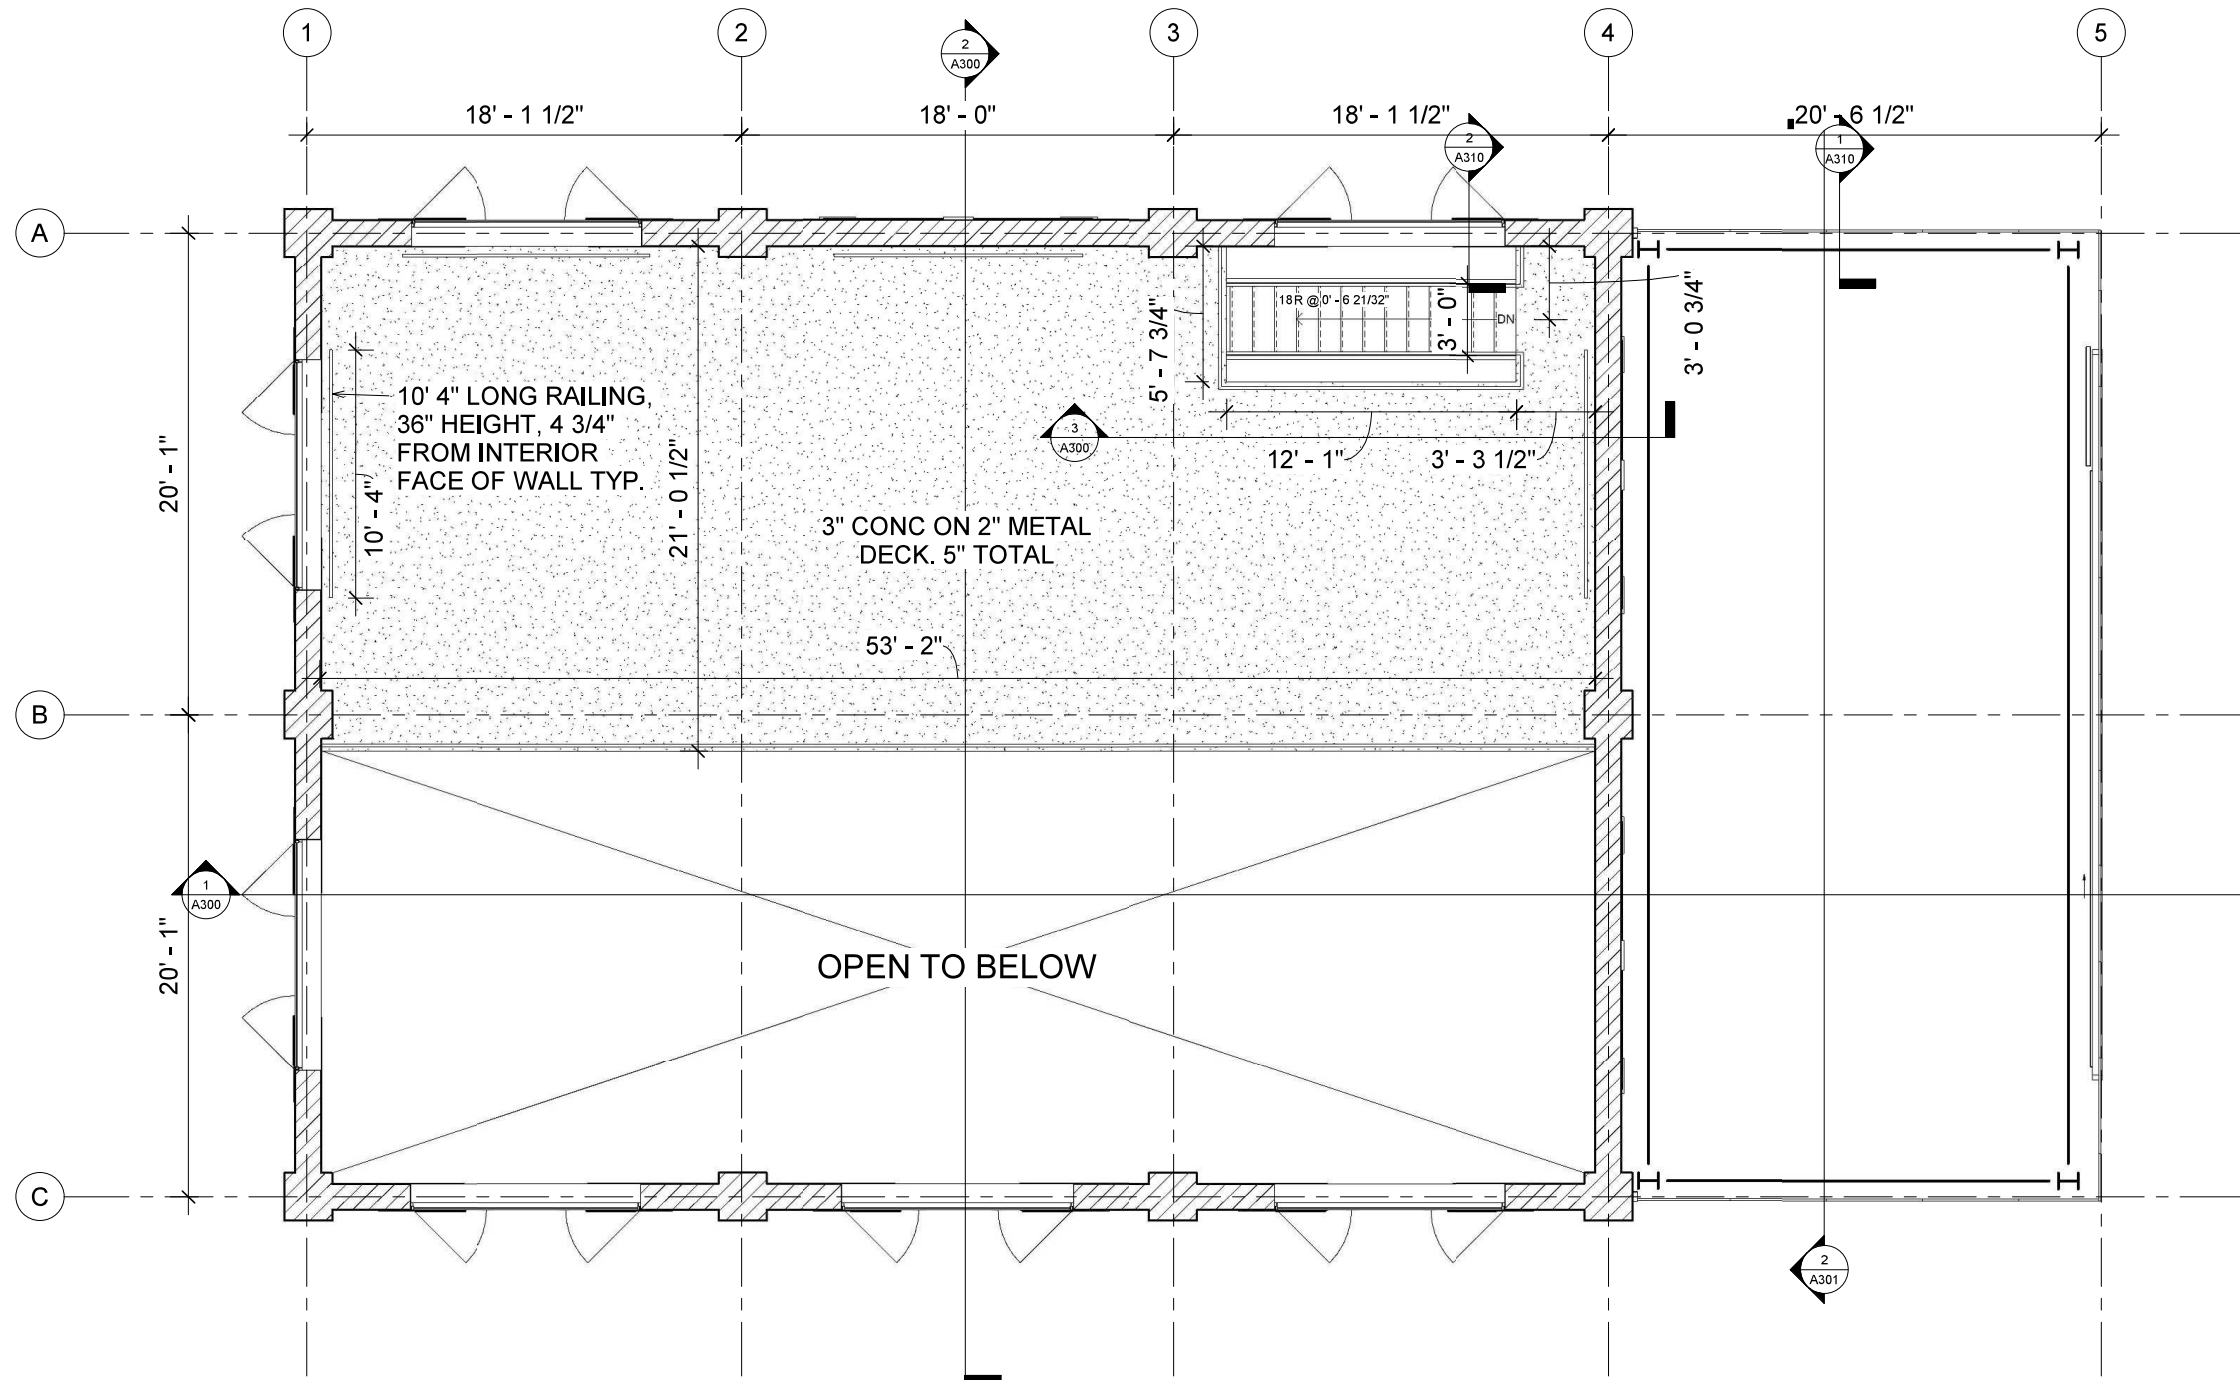 1
2
3
4
5
2
A300
18' - 1 1/2"
18' - 0"
18' - 1 1/2"
20' - 6 1/2"
2
A310
1
A310
A
18R @ 0' - 6 21/32"
DN
3' - 0"
5' - 7 3/4"
3' - 0 3/4"
10' 4" LONG RAILING,
36" HEIGHT, 4 3/4"
FROM INTERIOR
FACE OF WALL TYP.
3
A300
12' - 1"
3' - 3 1/2"
20' - 1"
10' - 4"
21' - 0 1/2"
3" CONC ON 2" METAL
DECK. 5" TOTAL
53' - 2"
B
1
A300
20' - 1"
OPEN TO BELOW
C
2
A301